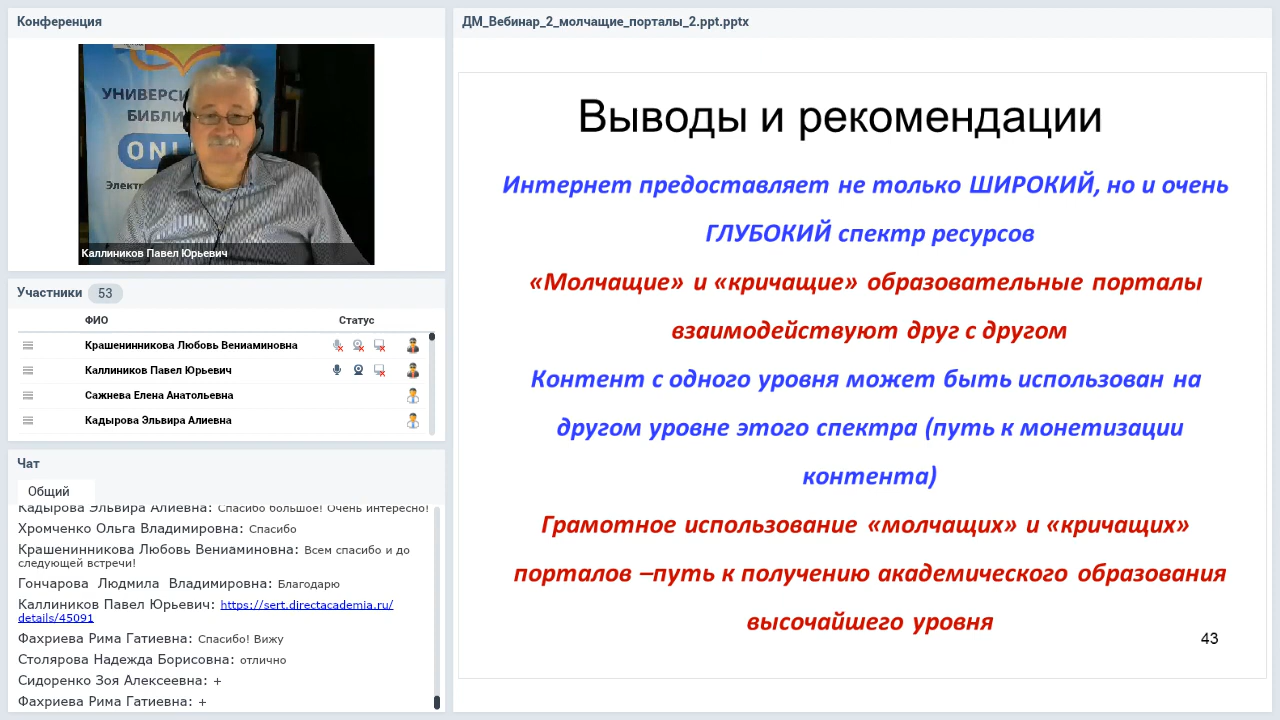 Конференция
УНИВЕРСИ
БИБЛИ
ONL
Элект
Каллиников Павел Юрьевич
Участники 53
ФИО Статус
Крашенинникова Любовь Вениаминовна
Каллиников Павел Юрьевич
Сажнева Елена Анатольевна
Кадырова Эльвира Алиевна
Чат
Общий
Кадырова Эльвира Алиевна: Спасибо большое! Очень интересно!
Хромченко Ольга Владимировна: Спасибо
Крашенинникова Любовь Вениаминовна: Всем спасибо и до
следующей встречи!
Гончарова Людмила Владимировна: Благодарю
Каллиников Павел Юрьевич: https://sert.directacademia.ru/
details/45091
Фахриева Рима Гатиевна: Спасибо! Вижу
Столярова Надежда Борисовна: отлично
Сидоренко Зоя Алексеевна: +
Фахриева Рима Гатиевна: +
ДМ_Вебинар_2_молчащие_порталы_2.ppt.pptx
Выводы и рекомендации
Интернет предоставляет не только ШИРОКИЙ, но и очень
ГЛУБОКИЙ спектр ресурсов
«Молчащие» и «кричащие» образовательные порталы
взаимодействуют друг с другом
Контент с одного уровня может быть использован на
другом уровне этого спектра (путь к монетизации
контента)
Грамотное использование «молчащих» и «кричащих»
порталов –путь к получению академического образования
высочайшего уровня
43